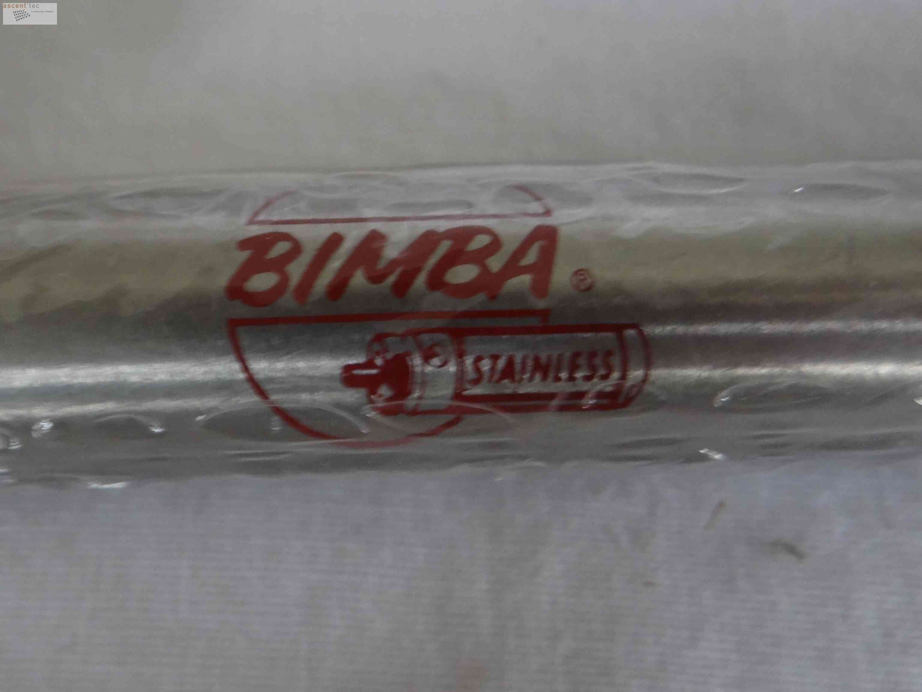 ascent tec
BIMBA ®
STAINLESS